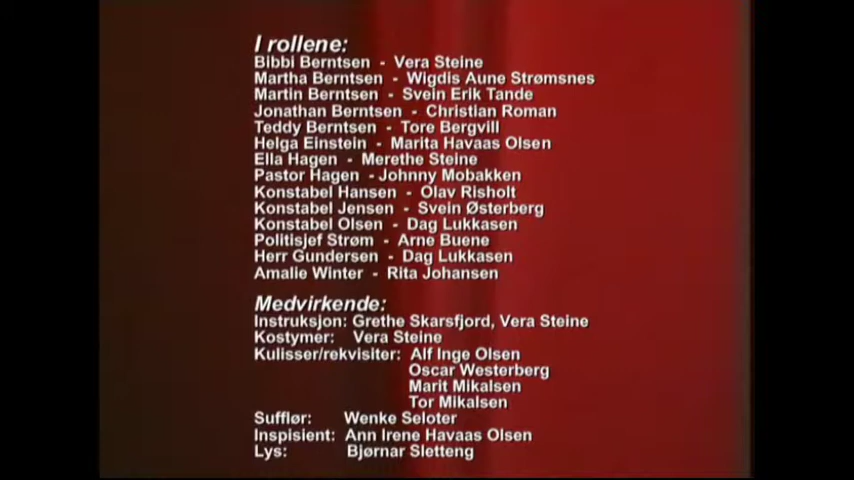 I rollene:
Bibbi Berntsen - Vera Steine
Martha Berntsen - Wigdis Aune Strømsnes
Martin Berntsen - Svein Erik Tande
Jonathan Berntsen - Christian Roman
Teddy Berntsen - Tore Bergvill
Helga Einstein - Marita Havaas Olsen
Ella Hagen - Merethe Steine
Pastor Hagen - Johnny Mobakken
Konstabel Hansen - Olav Risholt
Konstabel Jensen - Svein Østerberg
Konstabel Olsen - Dag Lukkasen
Politisjef Strøm - Arne Buene
Herr Gundersen - Dag Lukkasen
Amalie Winter - Rita Johansen
Medvirkende:
Instruksjon: Grethe Skarsfjord, Vera Steine
Kostymer: Vera Steine
Kulisser/rekvisiter: Alf Inge Olsen
Oscar Westerberg
Marit Mikalsen
Tor Mikalsen
Sufflør: Wenke Seloter
Inspisient: Ann Irene Havaas Olsen
Lys: Bjørnar Sletteng